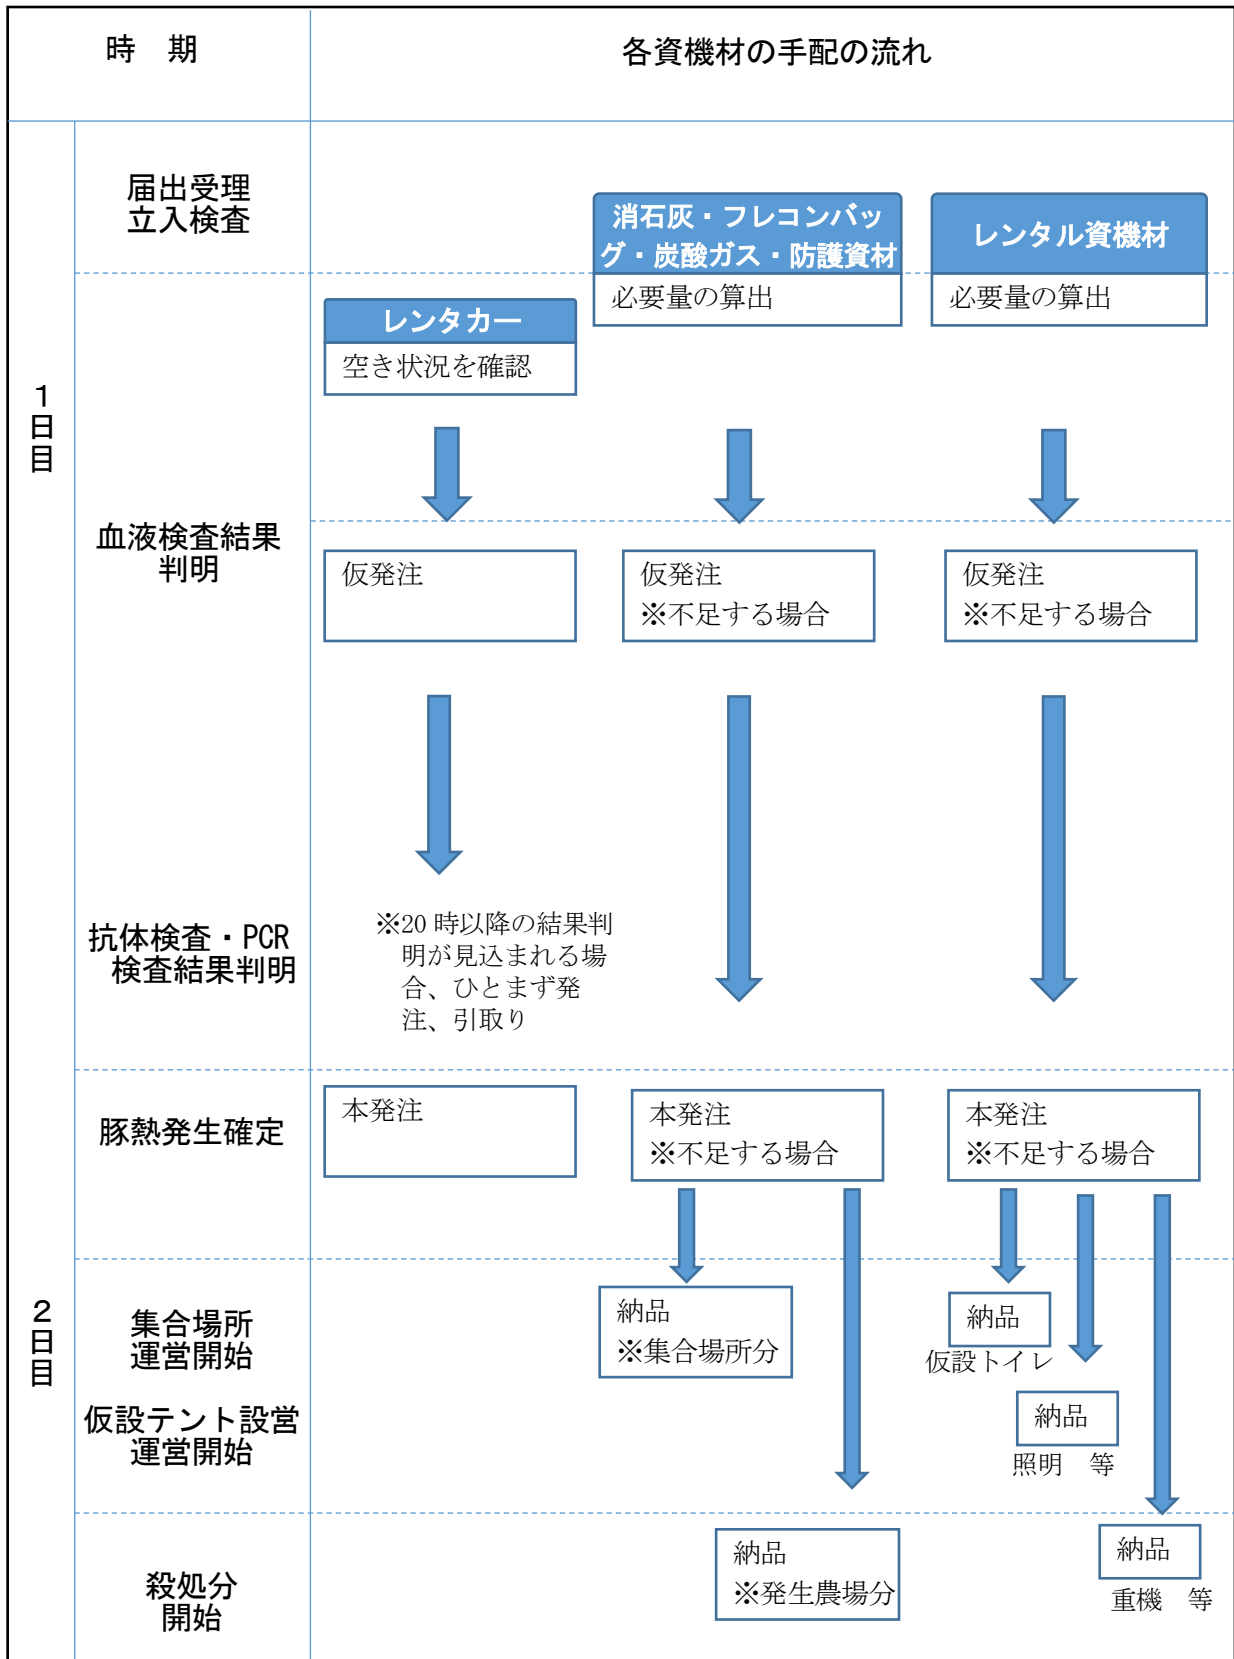 時　期
各資機材の手配の流れ
1日目
届出受理
立入検査
消石灰・フレコンバッ
グ・炭酸ガス・防護資材
必要量の算出
レンタル資機材
必要量の算出
レンタカー
空き状況を確認
血液検査結果
判明
仮発注
仮発注
※不足する場合
仮発注
※不足する場合
抗体検査・PCR
検査結果判明
※20 時以降の結果判
明が見込まれる場
合、ひとまず発
注、引取り
豚熱発生確定
本発注
本発注
※不足する場合
本発注
※不足する場合
2日目
集合場所
運営開始
納品
※集合場所分
納品
仮設トイレ
仮設テント設営
運営開始
納品
照明　等
殺処分
開始
納品
※発生農場分
納品
重機　等